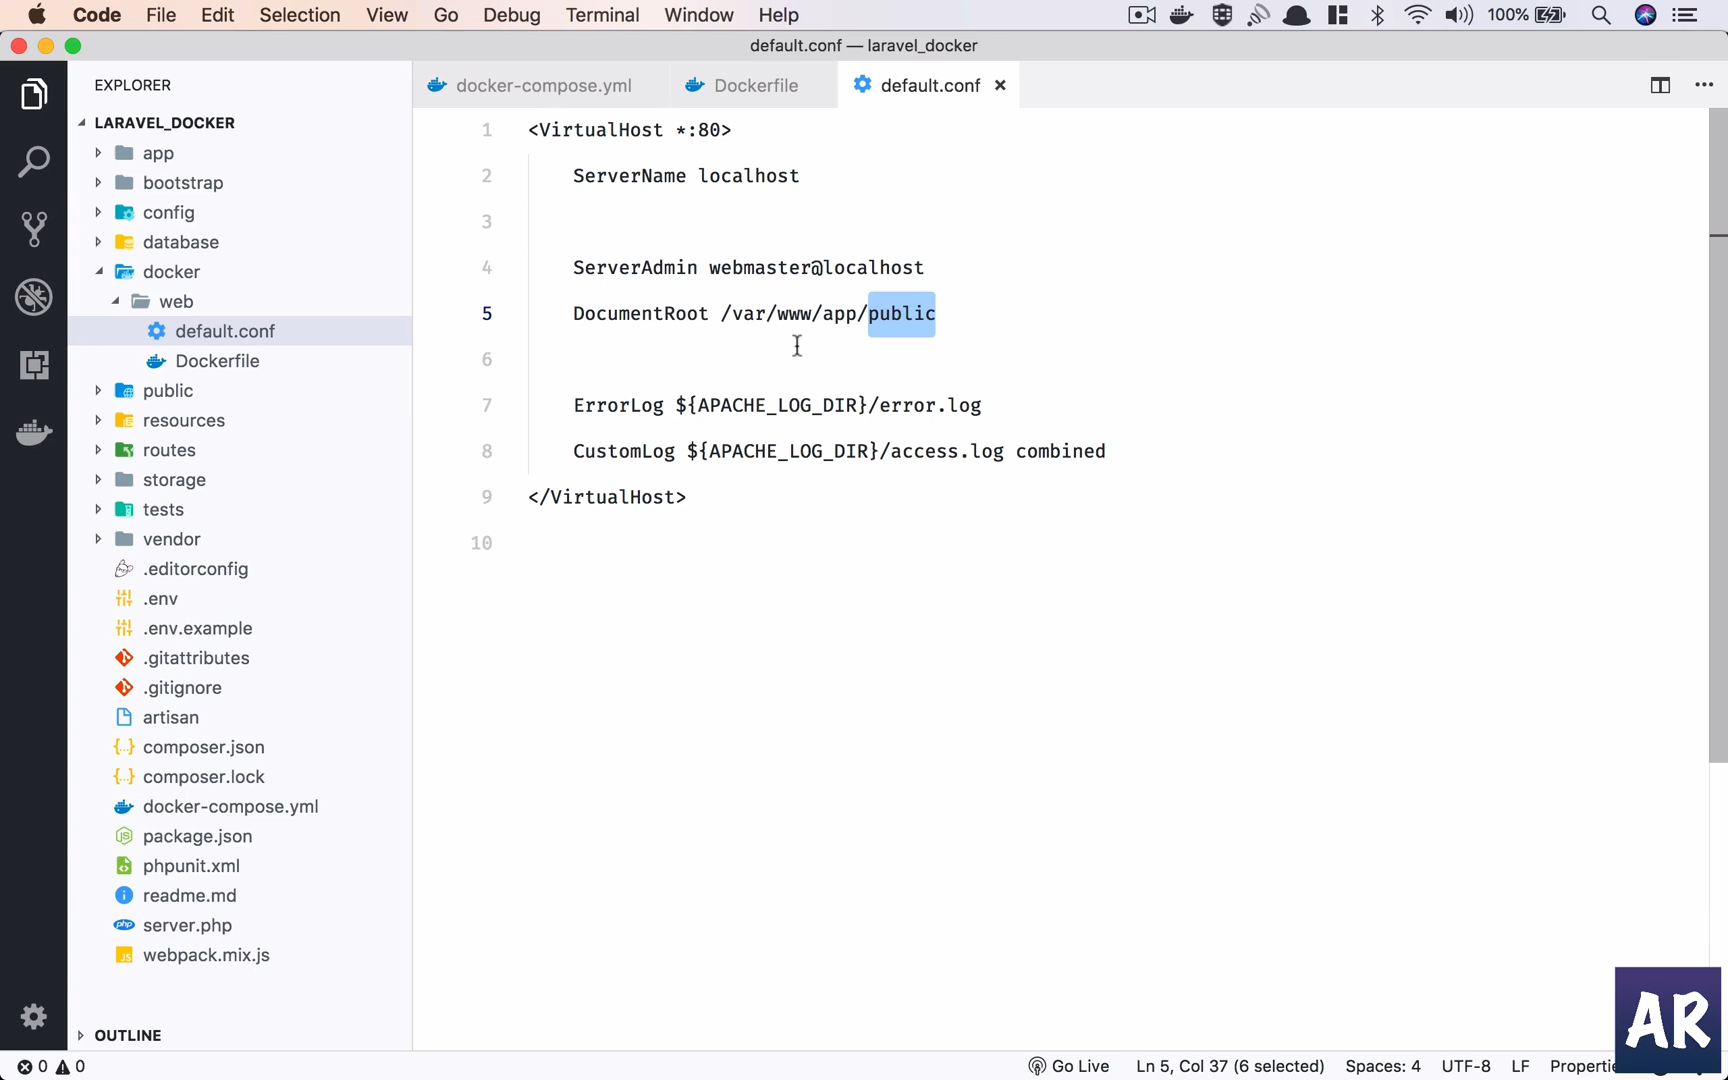 Code File Edit Selection View Go Debug Terminal Window Help 100%
default.conf — laravel_docker
EXPLORER
LARAVEL_DOCKER
app
bootstrap
config
database
docker
web
default.conf
Dockerfile
public
resources
routes
storage
tests
vendor
.editorconfig
.env
.env.example
.gitattributes
.gitignore
artisan
composer.json
composer.lock
docker-compose.yml
package.json
phpunit.xml
readme.md
server.php
webpack.mix.js
OUTLINE
docker-compose.yml Dockerfile default.conf
1 <VirtualHost *:80>
2 ServerName localhost
3
4 ServerAdmin webmaster@localhost
5 DocumentRoot /var/www/app/public
6
7 ErrorLog ${APACHE_LOG_DIR}/error.log
8 CustomLog ${APACHE_LOG_DIR}/access.log combined
9 </VirtualHost>
10
AR
0 0 Go Live Ln 5, Col 37 (6 selected) Spaces: 4 UTF-8 LF